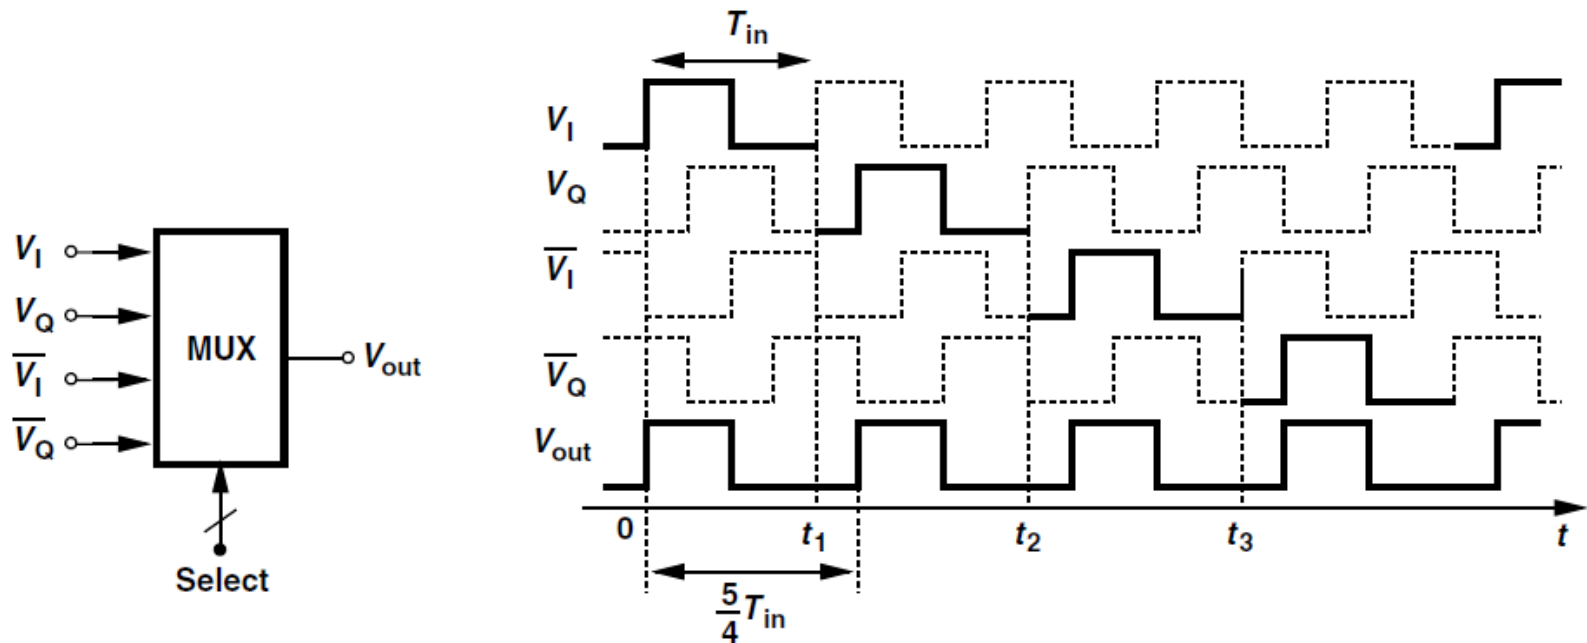 V_I
V_Q
V̅_I
V̅_Q
MUX
V_out
Select
T_in
V_I
V_Q
V̅_I
V̅_Q
V_out
0 t_1 t_2 t_3 t
5/4 T_in